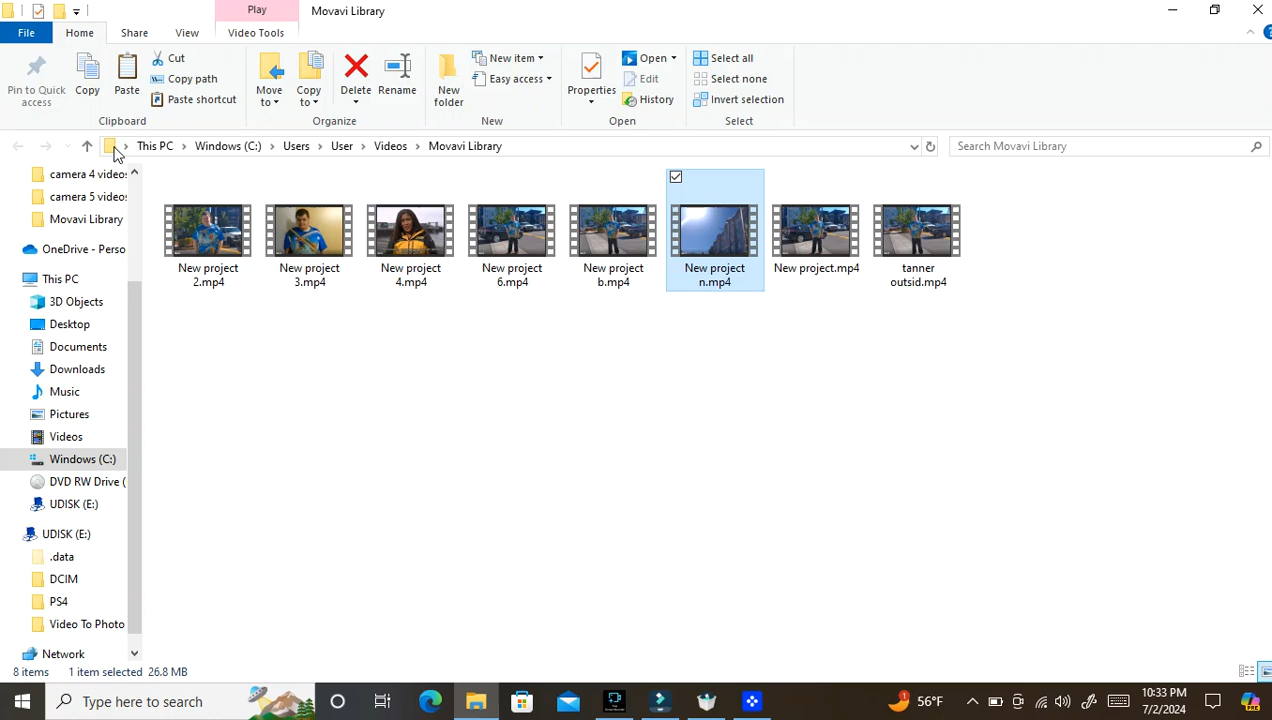 Play
Movavi Library
File
Home
Share
View
Video Tools
Pin to Quick
access
Copy
Paste
Cut
Copy path
Paste shortcut
Clipboard
Move
to
Copy
to
Delete
Rename
Organize
New
folder
New item
Easy access
New
Properties
Open
Edit
History
Open
Select all
Select none
Invert selection
Select
This PC
Windows (C:)
Users
User
Videos
Movavi Library
Search Movavi Library
camera 4 videos
camera 5 videos
Movavi Library
OneDrive - Perso
This PC
3D Objects
Desktop
Documents
Downloads
Music
Pictures
Videos
Windows (C:)
DVD RW Drive (
UDISK (E:)
UDISK (E:)
.data
DCIM
PS4
Video To Photo
Network
New project
2.mp4
New project
3.mp4
New project
4.mp4
New project
6.mp4
New project
b.mp4
New project
n.mp4
New project.mp4
tanner
outsid.mp4
8 items
1 item selected 26.8 MB
Type here to search
1
56°F
10:33 PM
7/2/2024